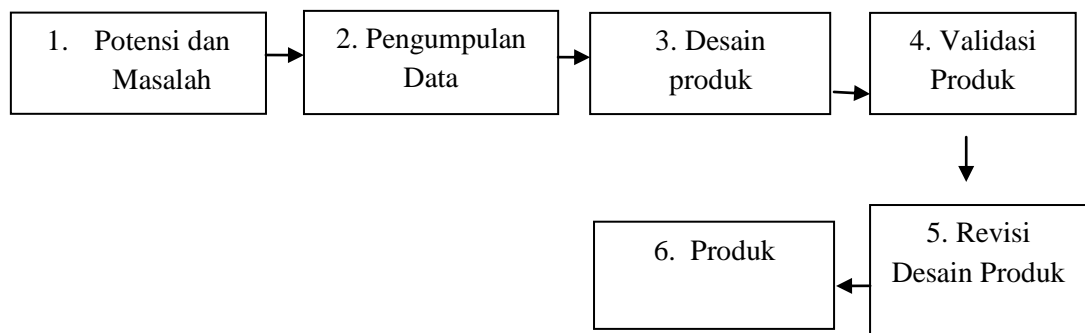 1. Potensi dan
Masalah
2. Pengumpulan
Data
3. Desain
produk
4. Validasi
Produk
5. Revisi
Desain Produk
6. Produk